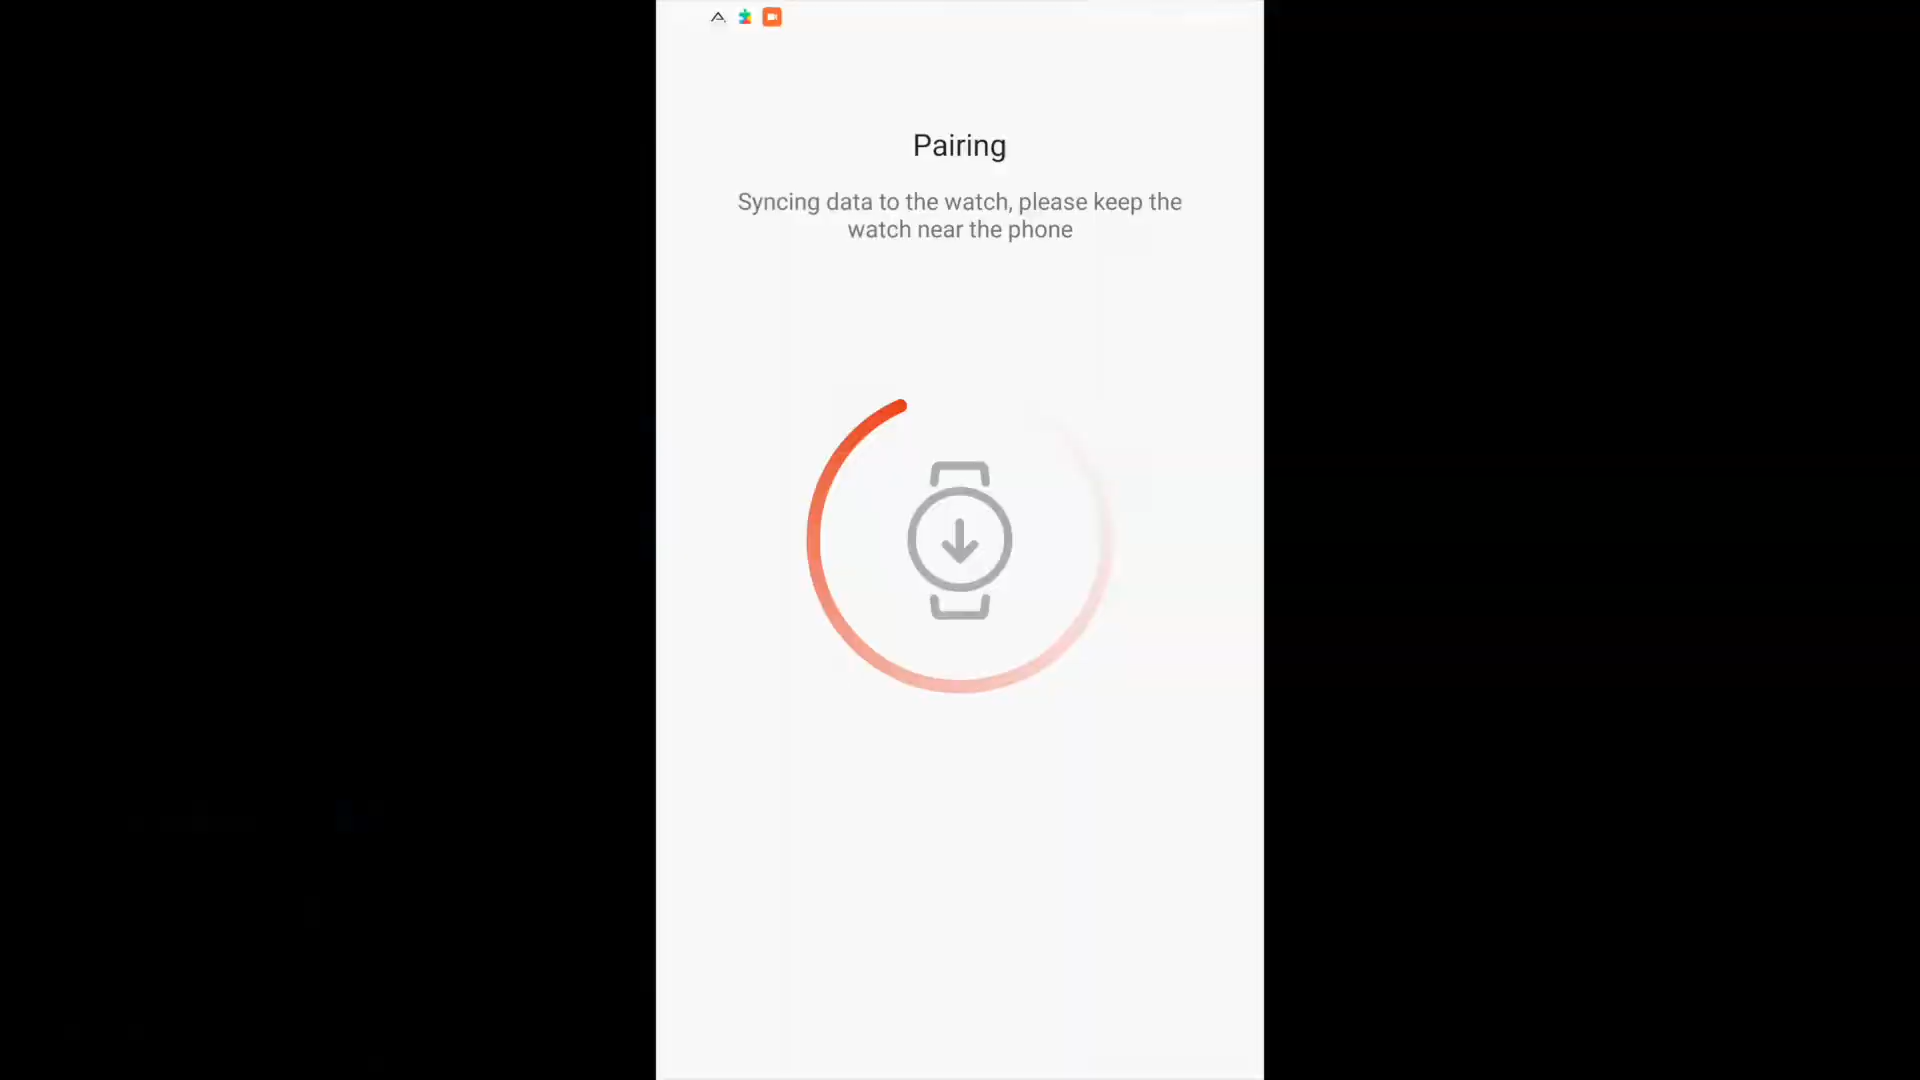 Pairing
Syncing data to the watch, please keep the
watch near the phone